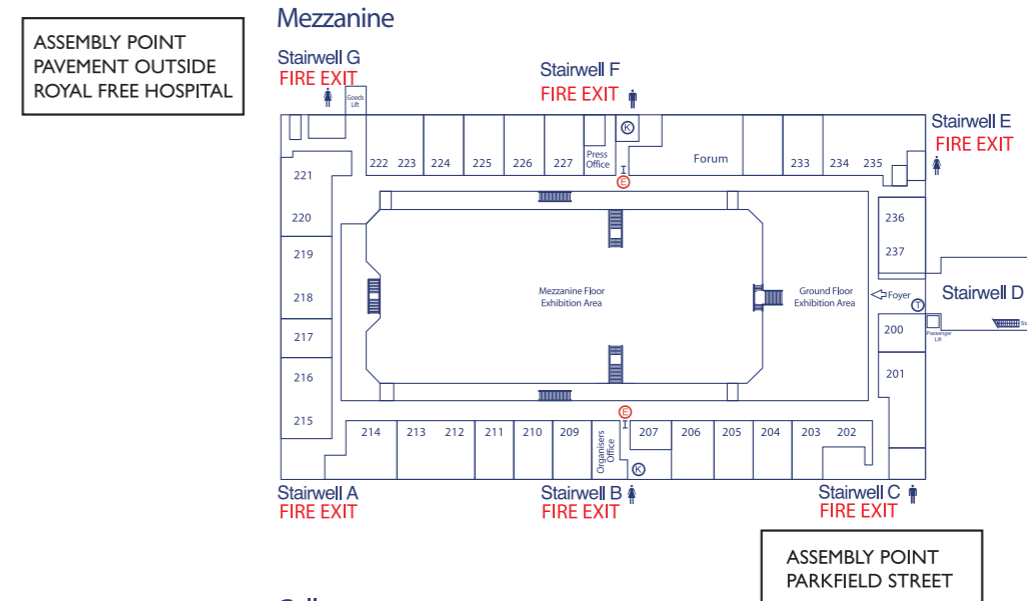 Mezzanine
ASSEMBLY POINT
PAVEMENT OUTSIDE
ROYAL FREE HOSPITAL
Stairwell G
FIRE EXIT
Stairwell F
FIRE EXIT
Stairwell E
FIRE EXIT
Goods
Lift
K
222 223 224 225 226 227
Press
Office
Forum
233 234 235
E
221
220
219
218
217
216
215
236
237
Mezzanine Floor
Exhibition Area
Ground Floor
Exhibition Area
Foyer
T
Stairwell D
200
Passenger
Lift
201
E
214 213 212 211 210 209
Organisers
Office
207 206 205 204 203 202
K
Stairwell A
FIRE EXIT
Stairwell B
FIRE EXIT
Stairwell C
FIRE EXIT
ASSEMBLY POINT
PARKFIELD STREET